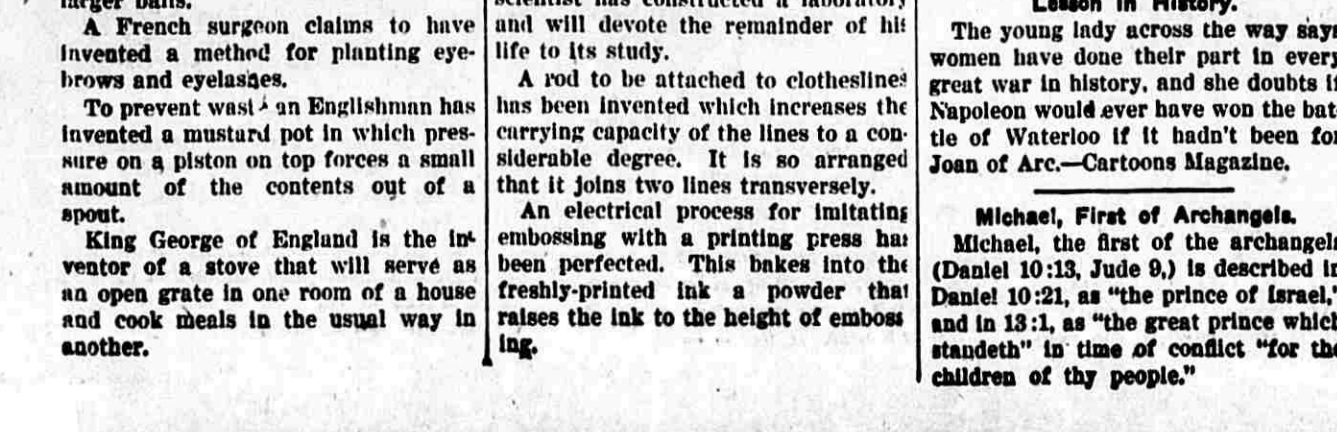 larger balls.
A French surgeon claims to have
invented a method for planting eye-
brows and eyelashes.
To prevent an Englishman has
invented a mustard pot in which pres-
sure on a piston on top forces a small
amount of the contents out of a
spout.
King George of England is the in-
ventor of a stove that will serve as
an open grate in one room of a house
and cook meals in the usual way in
another.
scientist has constructed a laboratory
and will devote the remainder of his
life to its study.
A rod to be attached to clotheslines
has been invented which increases the
carrying capacity of the lines to a con-
siderable degree. It is so arranged
that it joins two lines transversely.
An electrical process for imitating
embossing with a printing press has
been perfected. This bakes into the
freshly-printed ink a powder that
raises the ink to the height of emboss
ing.
Lesson in History.
The young lady across the way says
women have done their part in every
great war in history, and she doubts if
Napoleon would ever have won the bat
tle of Waterloo if it hadn't been for
Joan of Arc.—Cartoons Magazine.
Michael, First of Archangels.
Michael, the first of the archangels
(Daniel 10:13, Jude 9,) is described in
Daniel 10:21, as "the prince of Israel,"
and in 13:1, as "the great prince which
standeth" in time of conflict "for the
children of thy people."